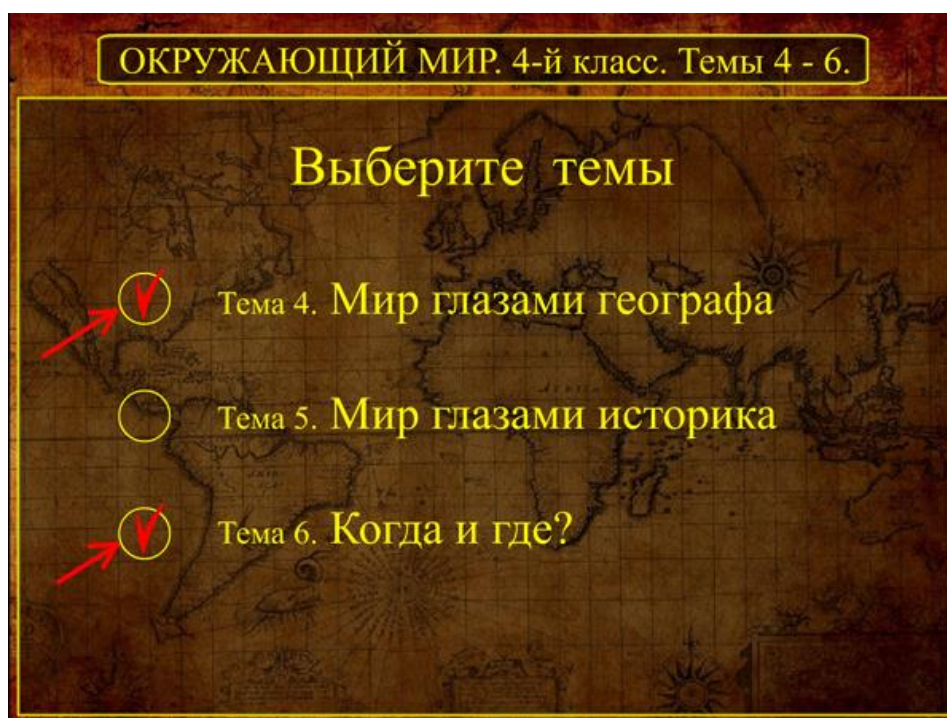 ОКРУЖАЮЩИЙ МИР. 4-й класс. Темы 4 - 6.
Выберите темы
Тема 4. Мир глазами географа
Тема 5. Мир глазами историка
Тема 6. Когда и где?